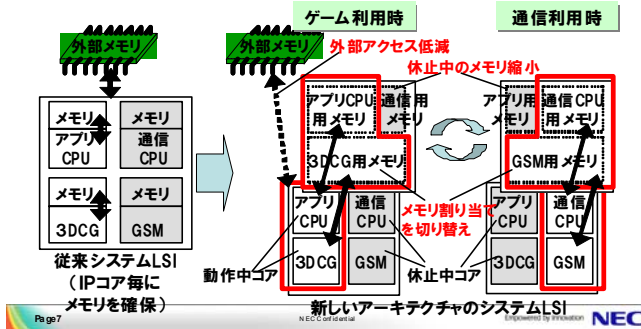 ゲーム利用時
通信利用時
外部メモリ
外部メモリ
外部アクセス低減
休止中のメモリ縮小
メモリ
アプリ
CPU
メモリ
通信
CPU
メモリ
3DCG
メモリ
GSM
アプリCPU
用メモリ
通信用
メモリ
3DCG用メモリ
アプリ用
メモリ
通信CPU
用メモリ
GSM用メモリ
アプリ
CPU
通信
CPU
3DCG
GSM
メモリ割り当て
を切り替え
アプリ
CPU
通信
CPU
3DCG
GSM
動作中コア
休止中コア
従来システムLSI
(IPコア毎に
メモリを確保)
新しいアーキテクチャのシステムLSI
Page7
NEC Confidential
Empowered by Innovation
NEC